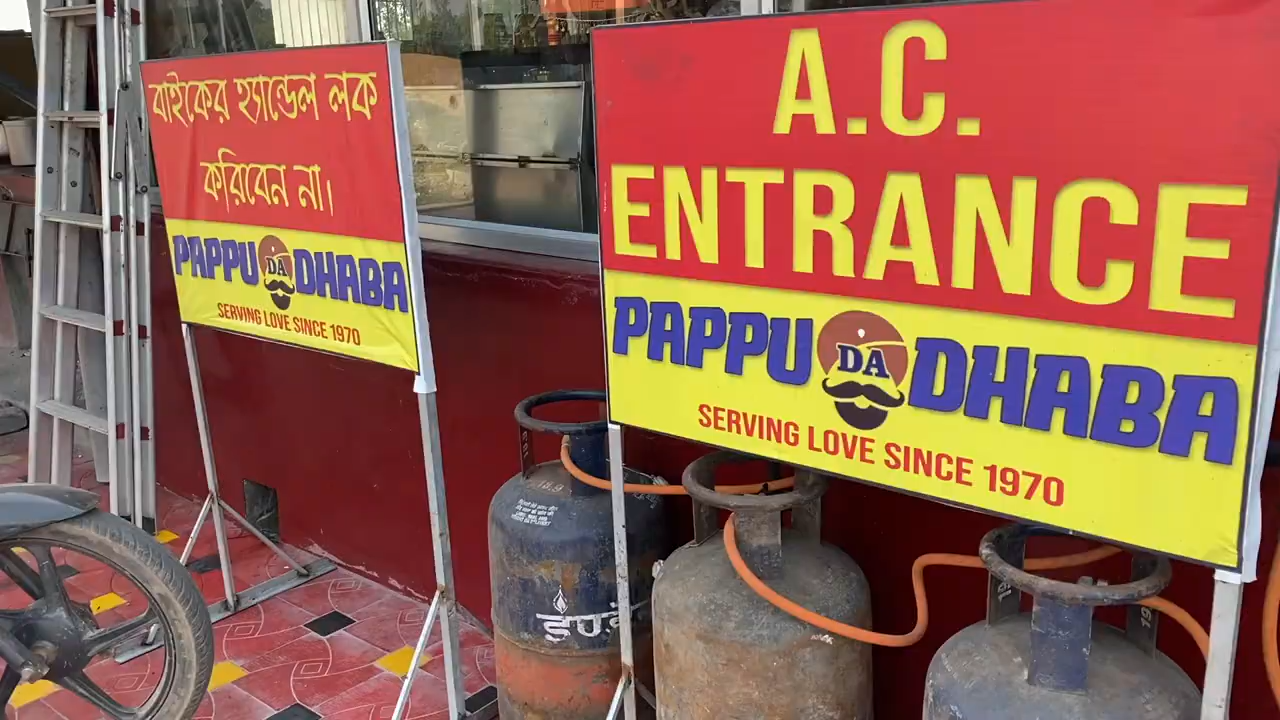 বাইকের হ্যান্ডেল লক
করিবেন না।
PAPPU DA DHABA
SERVING LOVE SINCE 1970
A.C.
ENTRANCE
PAPPU DA DHABA
SERVING LOVE SINCE 1970